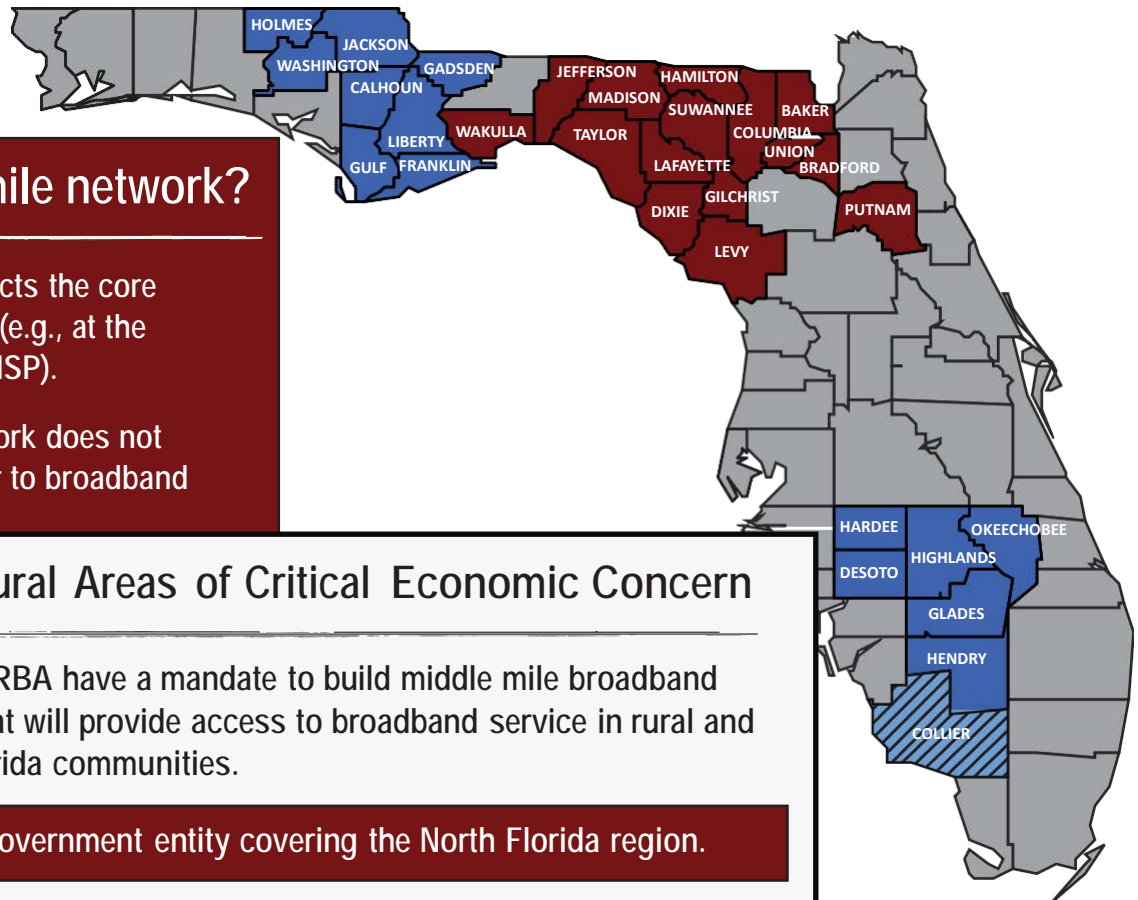 HOLMES
JACKSON
WASHINGTON
GADSDEN
CALHOUN
LIBERTY
GULF
FRANKLIN
WAKULLA
JEFFERSON
HAMILTON
MADISON
SUWANNEE
BAKER
TAYLOR
COLUMBIA
UNION
LAFAYETTE
BRADFORD
GILCHRIST
DIXIE
PUTNAM
LEVY
mile network?
cts the core
(e.g., at the
ISP).
ork does not
r to broadband
HARDEE
OKEECHOBEE
HIGHLANDS
DESOTO
GLADES
HENDRY
COLLIER
ural Areas of Critical Economic Concern
RBA have a mandate to build middle mile broadband
at will provide access to broadband service in rural and
rida communities.
overnment entity covering the North Florida region.